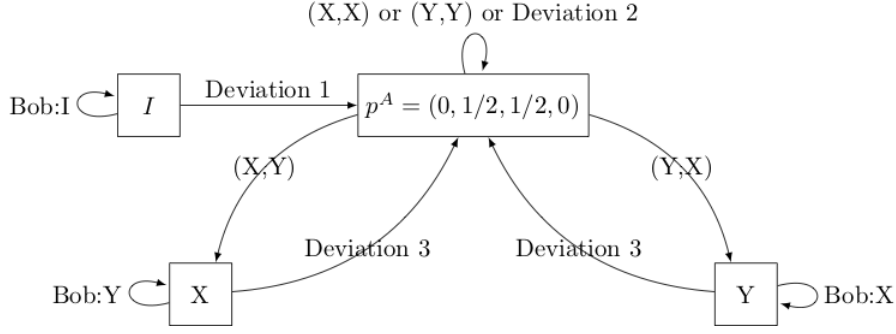 (X,X) or (Y,Y) or Deviation 2
Bob:I
I
Deviation 1
p^A = (0, 1/2, 1/2, 0)
(X,Y)
(Y,X)
Deviation 3
Deviation 3
Bob:Y
X
Y
Bob:X